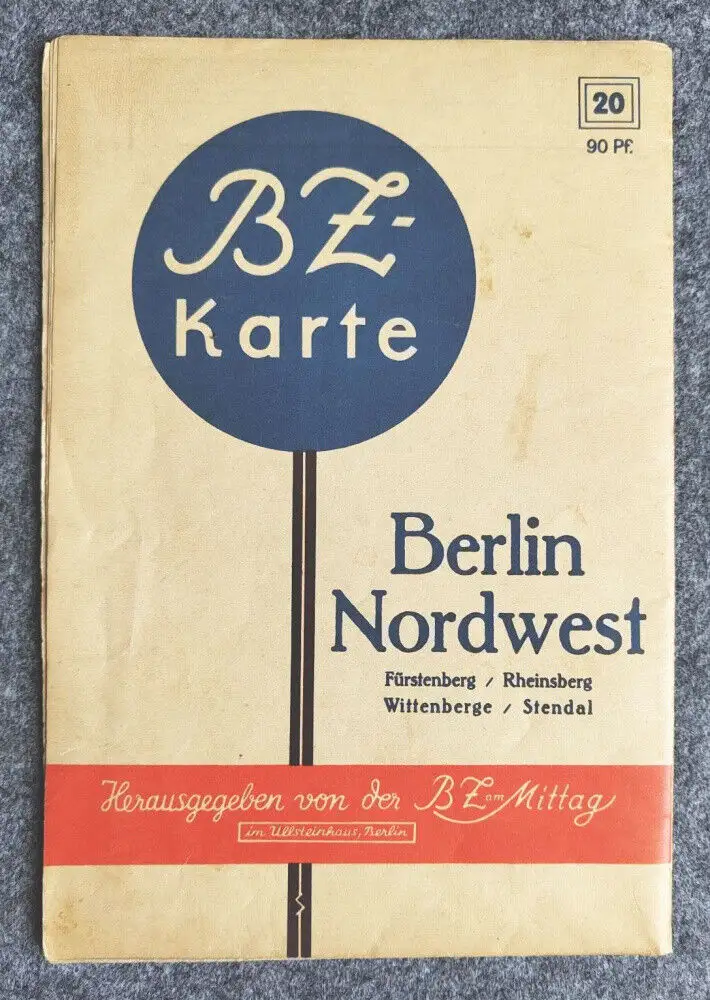 20
90 Pf.
BZ-
Karte
Berlin
Nordwest
Fürstenberg / Rheinsberg
Wittenberge / Stendal
Herausgegeben von der BZ am Mittag
im Ullsteinhaus, Berlin